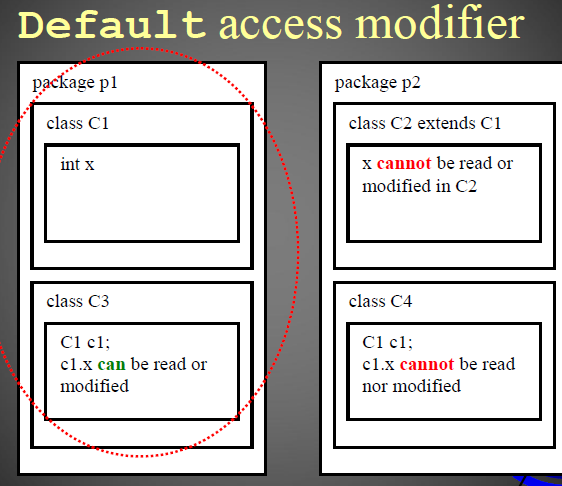 Default access modifier
package p1
class C1
int x
class C3
C1 c1;
c1.x can be read or
modified
package p2
class C2 extends C1
x cannot be read or
modified in C2
class C4
C1 c1;
c1.x cannot be read
nor modified